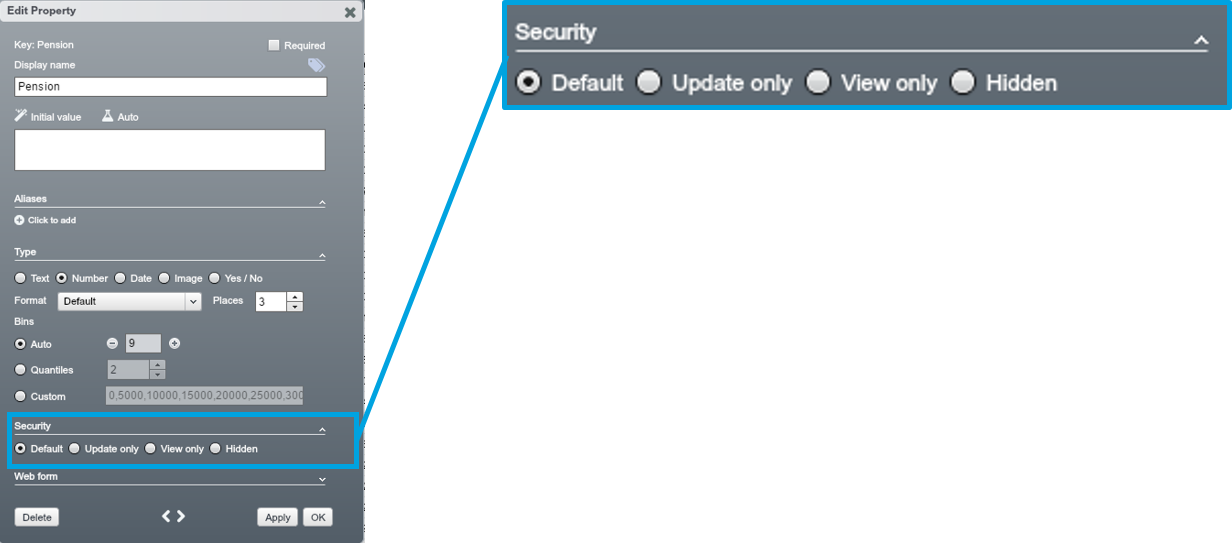 Edit Property
Key: Pension
Required
Display name
Pension
Initial value Auto
Aliases
Click to add
Type
Text Number Date Image Yes / No
Format Default Places 3
Bins
Auto 9
Quantiles 2
Custom 0,5000,10000,15000,20000,25000,300
Security
Default Update only View only Hidden
Web form
Delete Apply OK
Security
Default Update only View only Hidden